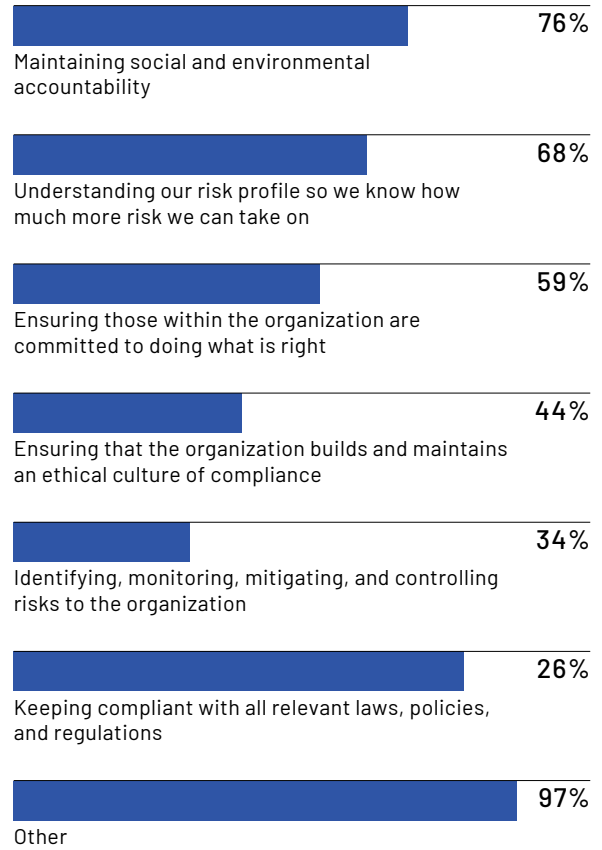 76%
Maintaining social and environmental
accountability
68%
Understanding our risk profile so we know how
much more risk we can take on
59%
Ensuring those within the organization are
committed to doing what is right
44%
Ensuring that the organization builds and maintains
an ethical culture of compliance
34%
Identifying, monitoring, mitigating, and controlling
risks to the organization
26%
Keeping compliant with all relevant laws, policies,
and regulations
97%
Other